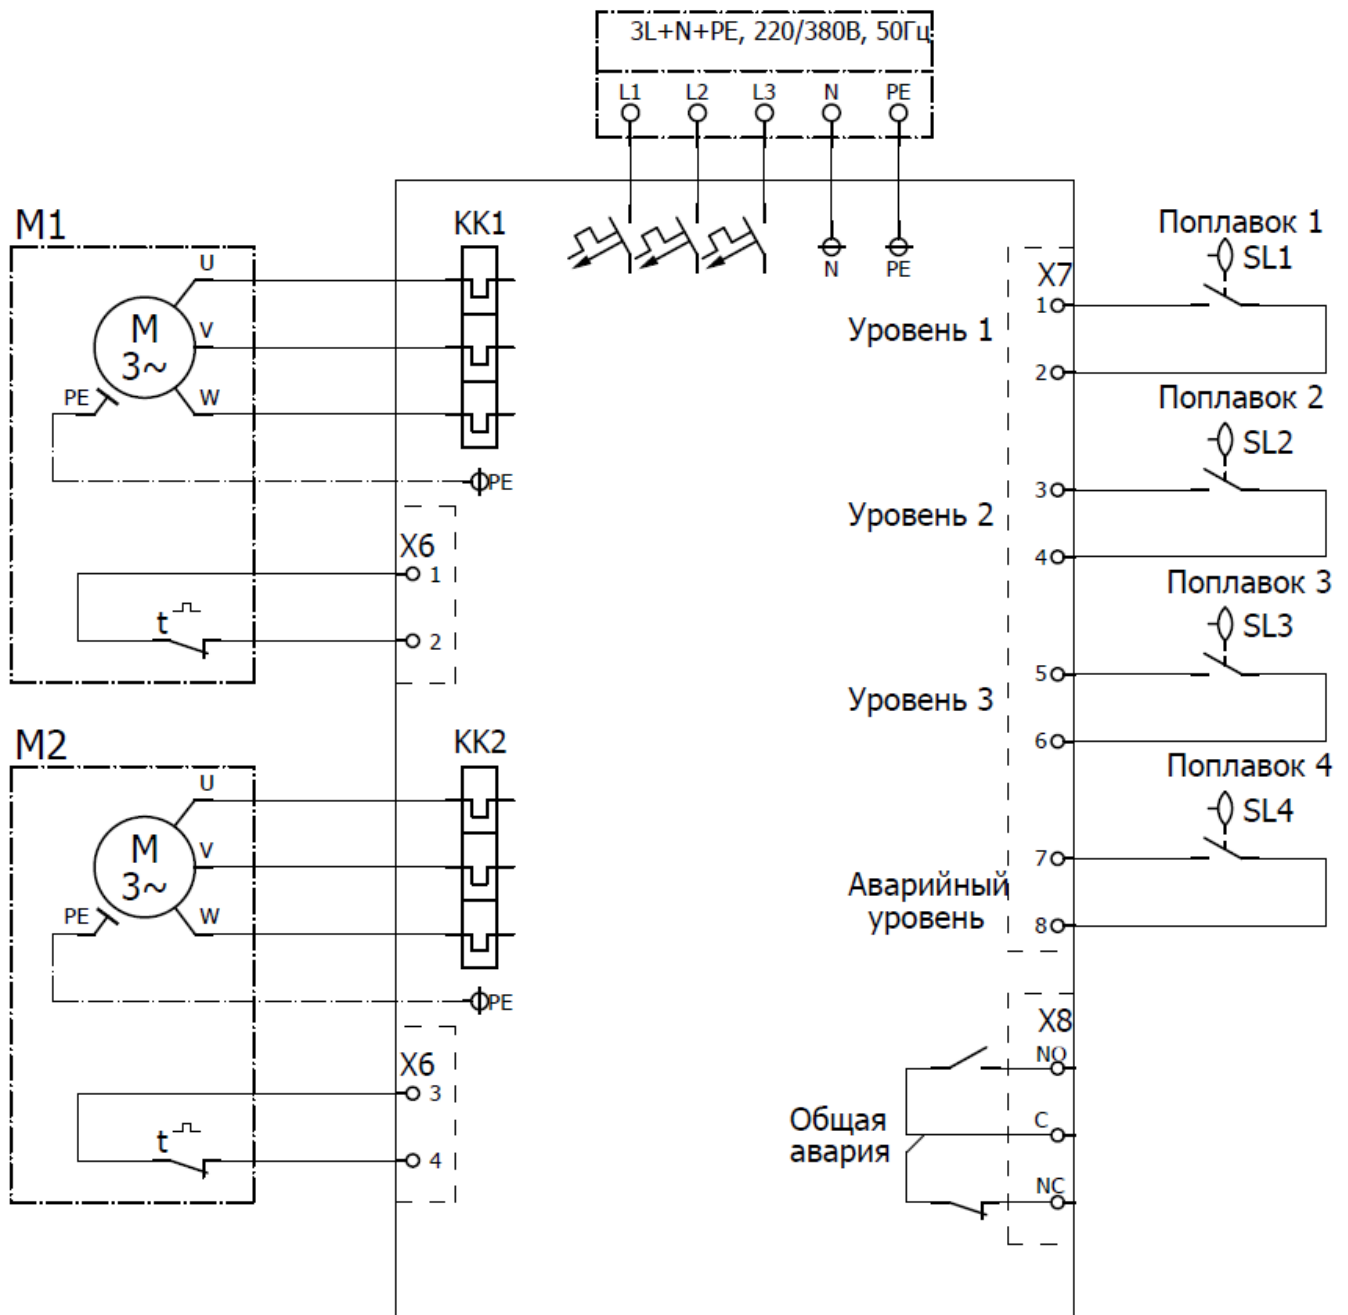 3L+N+PE, 220/380В, 50Гц
L1 L2 L3 N PE
N PE
M1
U
V
W
M
3~
PE
KK1
PE
X6
1
2
t
M2
U
V
W
M
3~
PE
KK2
PE
X6
3
4
t
X7
Уровень 1
1
2
Поплавок 1
SL1
Уровень 2
3
4
Поплавок 2
SL2
Уровень 3
5
6
Поплавок 3
SL3
Аварийный
уровень
7
8
Поплавок 4
SL4
X8
NO
C
NC
Общая
авария